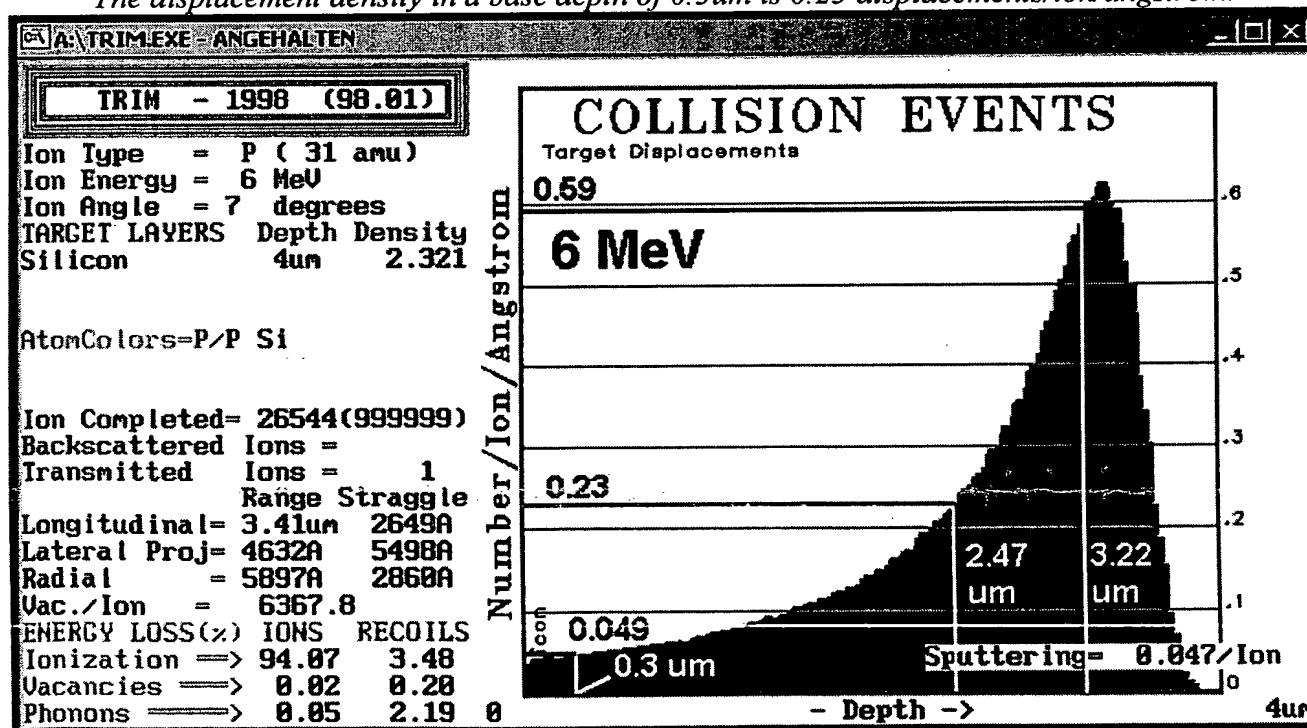 The displacement density in a base depth of 0.3um is 0.23 displacements/ion/angstrom
A:\TRIM.EXE - ANGEHALTEN
TRIM - 1998 (98.01)
Ion Type = P ( 31 amu)
Ion Energy = 6 MeV
Ion Angle = 7 degrees
TARGET LAYERS Depth Density
Silicon 4um 2.321
AtomColors=P/P Si
Ion Completed= 26544(999999)
Backscattered Ions =
Transmitted Ions = 1
Range Straggle
Longitudinal= 3.41um 2649A
Lateral Proj= 4632A 5498A
Radial = 5897A 2860A
Vac./Ion = 6367.8
ENERGY LOSS(%) IONS RECOILS
Ionization ==> 94.07 3.48
Vacancies ==> 0.02 0.20
Phonons ==> 0.05 2.19
COLLISION EVENTS
Target Displacements
Number/Ion/Angstrom
0.59
6 MeV
0.23
0.049
0.3 um
2.47
um
3.22
um
.6
.5
.4
.3
.2
.1
0
Sputtering= 0.047/Ion
0
- Depth ->
4um